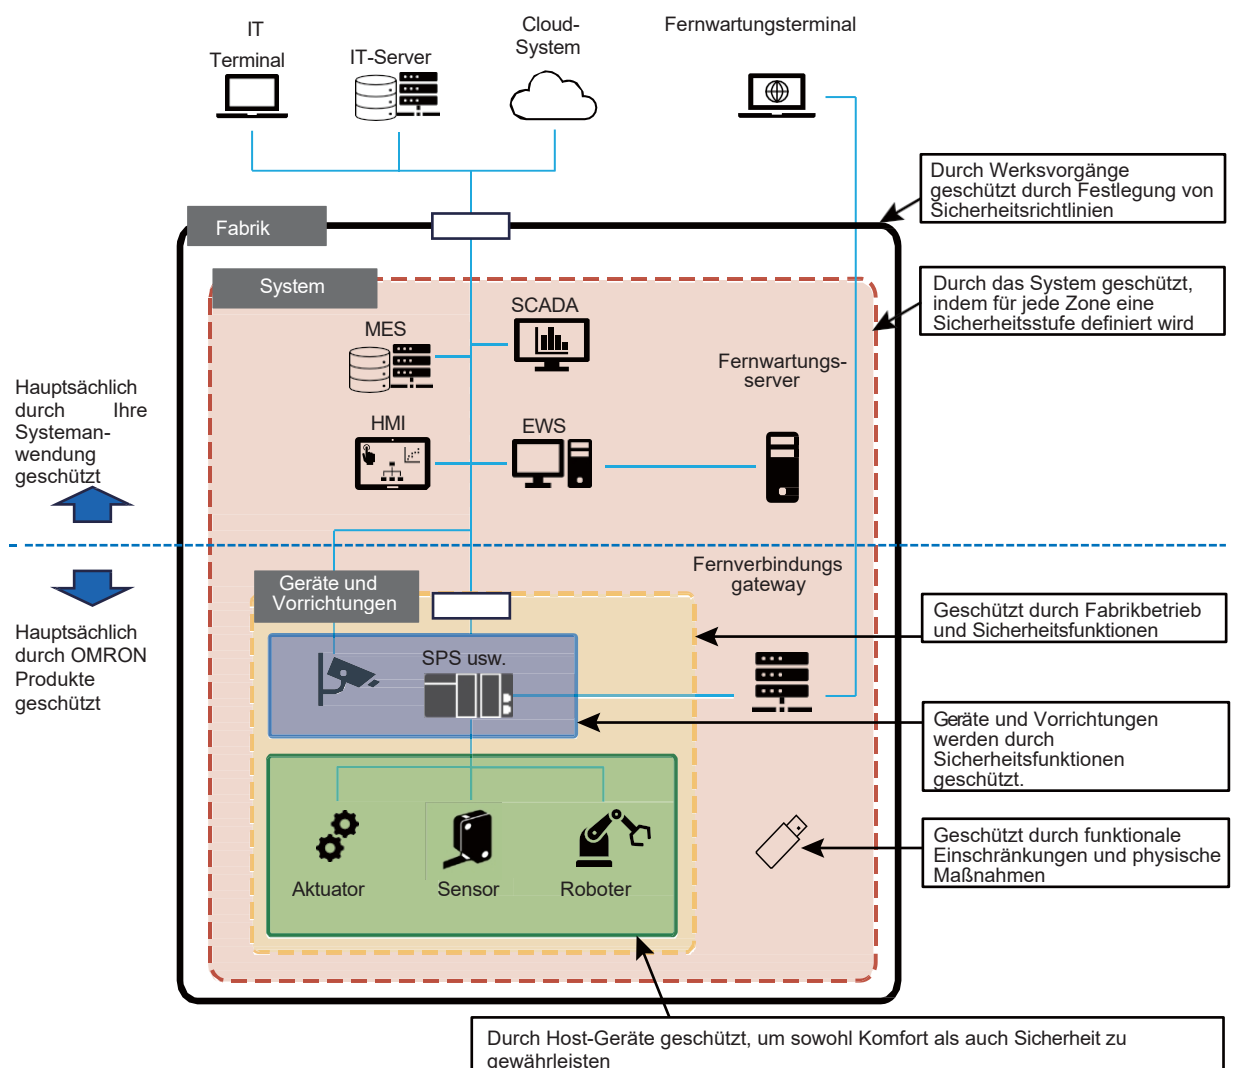 IT
Terminal
IT-Server
Cloud-
System
Fernwartungsterminal
Durch Werksvorgänge
geschützt durch Festlegung von
Sicherheitsrichtlinien
Fabrik
System
Durch das System geschützt,
indem für jede Zone eine
Sicherheitsstufe definiert wird
SCADA
MES
Fernwartungs-
server
Hauptsächlich
durch Ihre
Systeman-
wendung
geschützt
HMI
EWS
Fernverbindungs
gateway
Geräte und
Vorrichtungen
Geschützt durch Fabrikbetrieb
und Sicherheitsfunktionen
Hauptsächlich
durch OMRON
Produkte
geschützt
SPS usw.
Geräte und Vorrichtungen
werden durch
Sicherheitsfunktionen
geschützt.
Geschützt durch funktionale
Einschränkungen und physische
Maßnahmen
Aktuator
Sensor
Roboter
Durch Host-Geräte geschützt, um sowohl Komfort als auch Sicherheit zu
gewährleisten